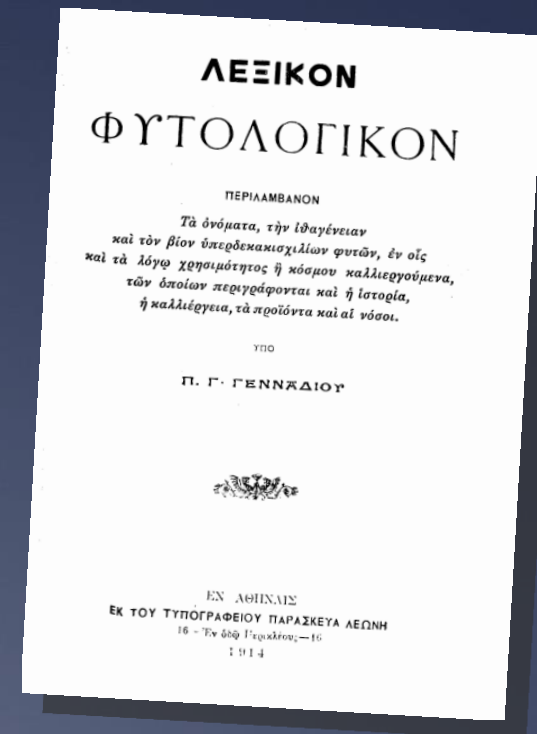 ΛΕΞΙΚΟΝ
ΦΥΤΟΛΟΓΙΚΟΝ
ΠΕΡΙΛΑΜΒΑΝΟΝ
Τὰ ὀνόματα, τὴν ἰθαγένειαν
καὶ τὸν βίον ὑπερδεκακισχιλίων φυτῶν, ἐν οἷς
καὶ τὰ λόγῳ χρησιμότητος ἢ κόσμου καλλιεργούμενα,
τῶν ὁποίων περιγράφονται καὶ ἡ ἱστορία,
ἡ καλλιέργεια, τὰ προϊόντα καὶ αἱ νόσοι.
ΥΠΟ
Π. Γ. ΓΕΝΝΑΔΙΟΥ
ΕΝ ΑΘΗΝΑΙΣ
ΕΚ ΤΟΥ ΤΥΠΟΓΡΑΦΕΙΟΥ ΠΑΡΑΣΚΕΥΑ ΛΕΩΝΗ
16 – Ἐν ὁδῷ Περικλέους; — 16
1914